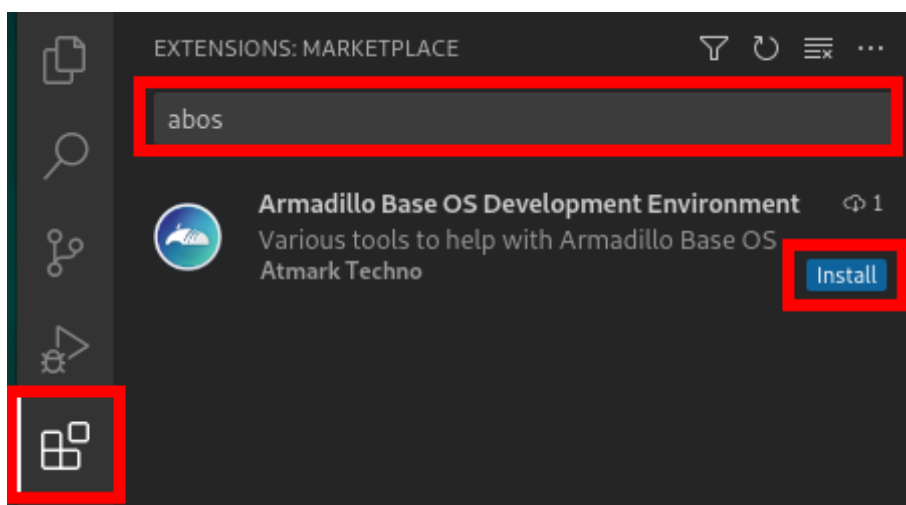 EXTENSIONS: MARKETPLACE
abos
Armadillo Base OS Development Environment 1
Various tools to help with Armadillo Base OS
Atmark Techno
Install